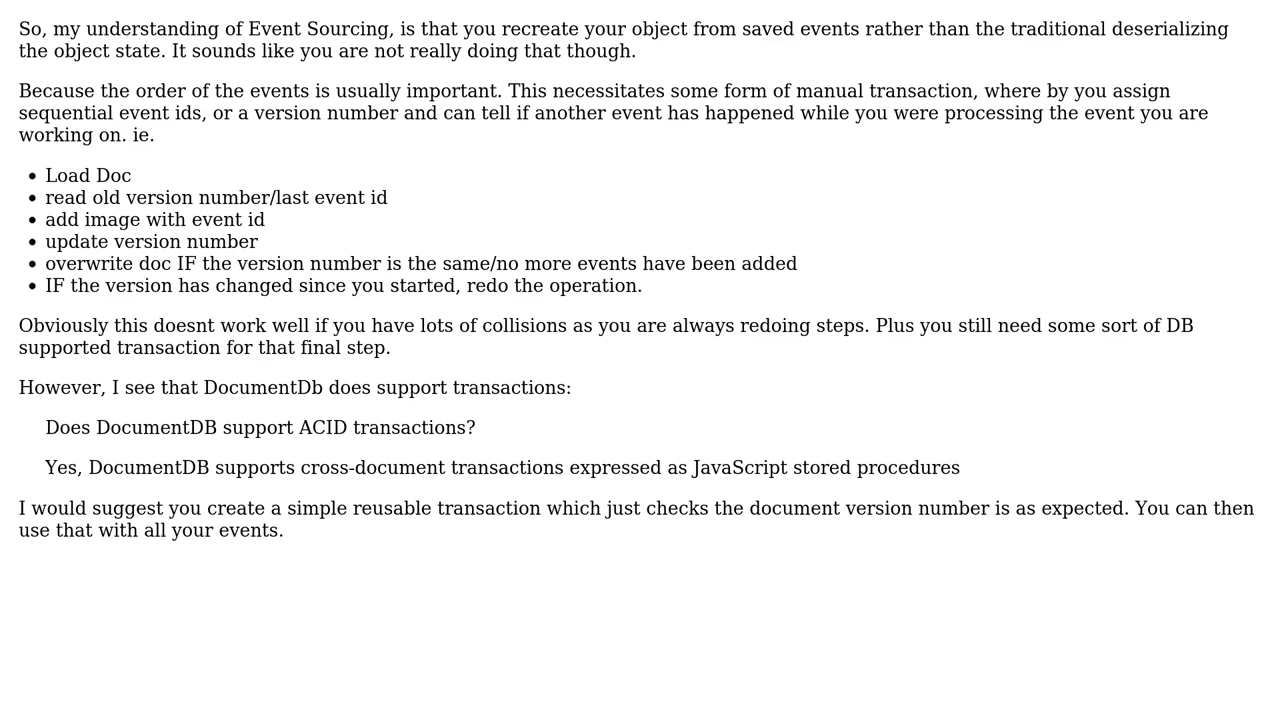 So, my understanding of Event Sourcing, is that you recreate your object from saved events rather than the traditional deserializing
the object state. It sounds like you are not really doing that though.
Because the order of the events is usually important. This necessitates some form of manual transaction, where by you assign
sequential event ids, or a version number and can tell if another event has happened while you were processing the event you are
working on. ie.
• Load Doc
• read old version number/last event id
• add image with event id
• update version number
• overwrite doc IF the version number is the same/no more events have been added
• IF the version has changed since you started, redo the operation.
Obviously this doesnt work well if you have lots of collisions as you are always redoing steps. Plus you still need some sort of DB
supported transaction for that final step.
However, I see that DocumentDb does support transactions:
Does DocumentDB support ACID transactions?
Yes, DocumentDB supports cross-document transactions expressed as JavaScript stored procedures
I would suggest you create a simple reusable transaction which just checks the document version number is as expected. You can then
use that with all your events.